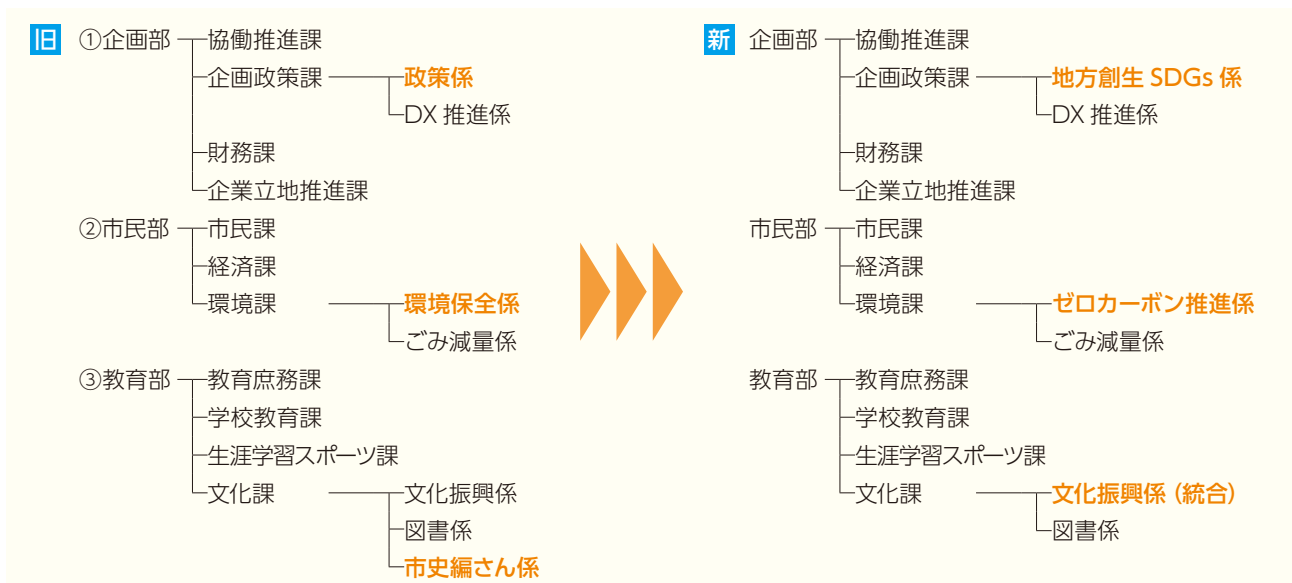 旧
①企画部 協働推進課
企画政策課 政策係
DX 推進係
財務課
企業立地推進課
②市民部 市民課
経済課
環境課 環境保全係
ごみ減量係
③教育部 教育庶務課
学校教育課
生涯学習スポーツ課
文化課 文化振興係
図書係
市史編さん係
新
企画部 協働推進課
企画政策課 地方創生 SDGs 係
DX 推進係
財務課
企業立地推進課
市民部 市民課
経済課
環境課 ゼロカーボン推進係
ごみ減量係
教育部 教育庶務課
学校教育課
生涯学習スポーツ課
文化課 文化振興係（統合）
図書係